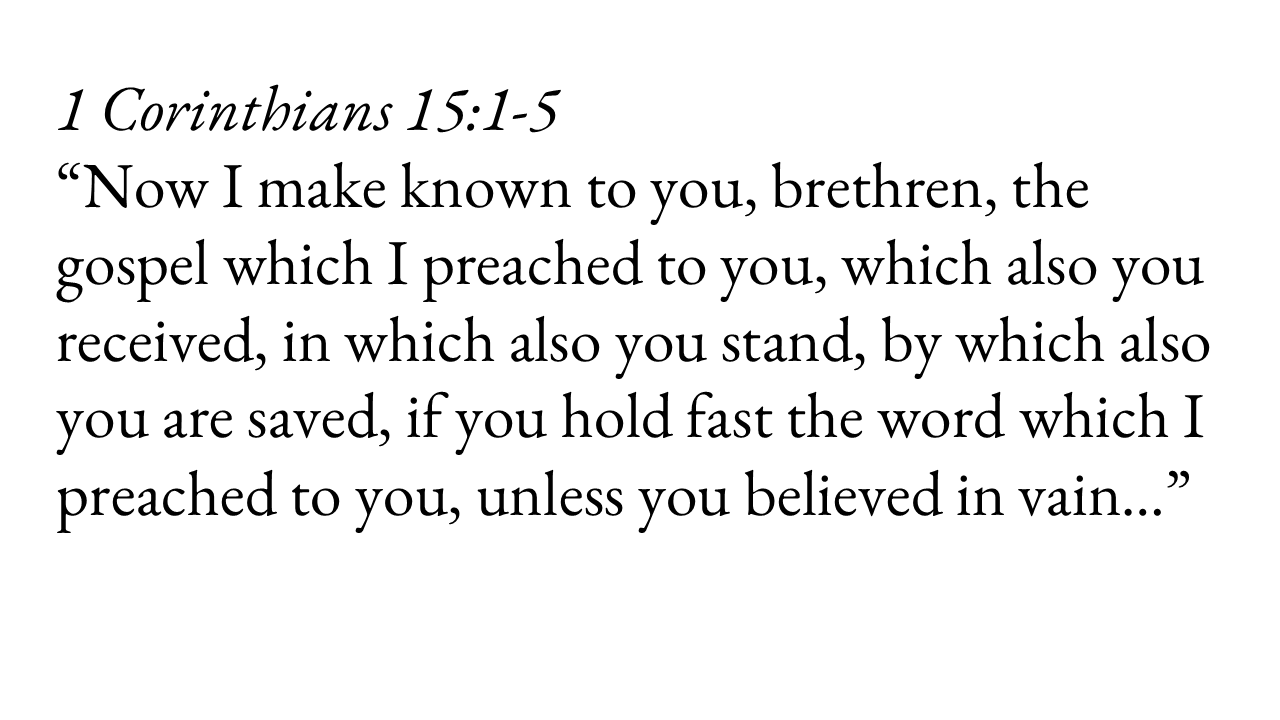 1 Corinthians 15:1-5
“Now I make known to you, brethren, the
gospel which I preached to you, which also you
received, in which also you stand, by which also
you are saved, if you hold fast the word which I
preached to you, unless you believed in vain…”